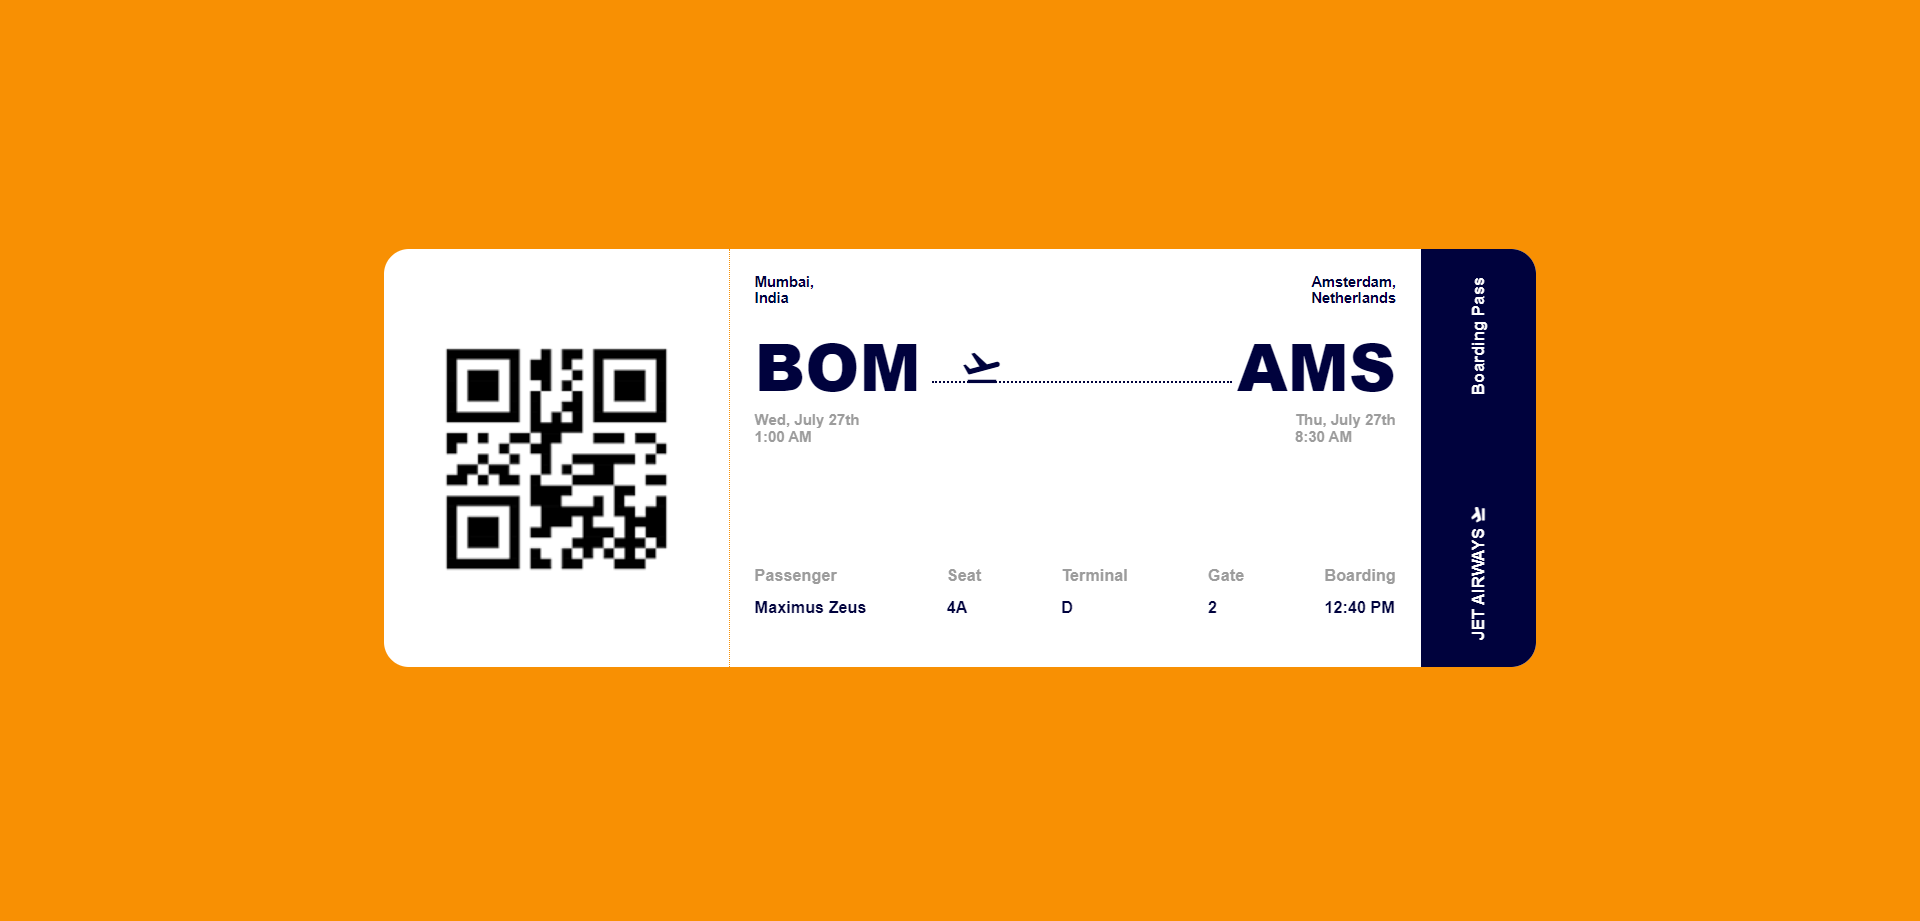 Mumbai,
India
Amsterdam,
Netherlands
BOM
AMS
Wed, July 27th
1:00 AM
Thu, July 27th
8:30 AM
Passenger
Seat
Terminal
Gate
Boarding
Maximus Zeus
4A
D
2
12:40 PM
Boarding Pass
JET AIRWAYS